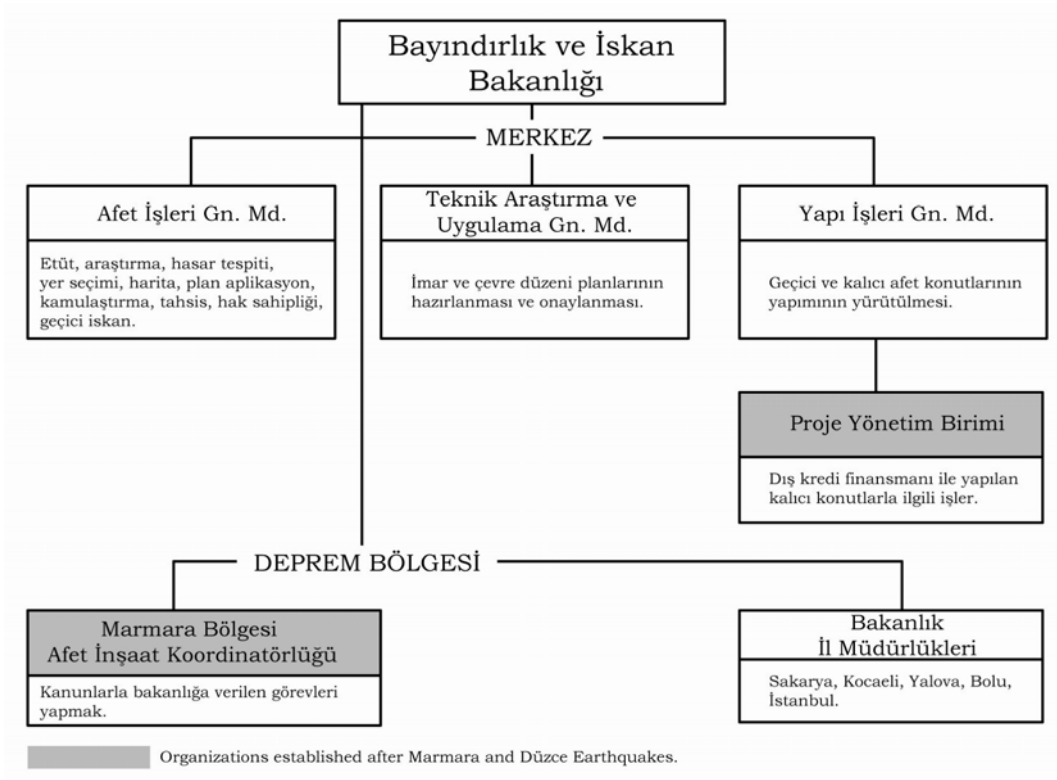 Bayındırlık ve İskan
Bakanlığı
MERKEZ
Afet İşleri Gn. Md.
Etüt, araştırma, hasar tespiti,
yer seçimi, harita, plan aplikasyon,
kamulaştırma, tahsis, hak sahipliği,
geçici iskan.
Teknik Araştırma ve
Uygulama Gn. Md.
İmar ve çevre düzeni planlarının
hazırlanması ve onaylanması.
Yapı İşleri Gn. Md.
Geçici ve kalıcı afet konutlarının
yapımının yürütülmesi.
Proje Yönetim Birimi
Dış kredi finansmanı ile yapılan
kalıcı konutlarla ilgili işler.
DEPREM BÖLGESİ
Marmara Bölgesi
Afet İnşaat Koordinatörlüğü
Kanunlarla bakanlığa verilen görevleri
yapmak.
Bakanlık
İl Müdürlükleri
Sakarya, Kocaeli, Yalova, Bolu,
İstanbul.
Organizations established after Marmara and Düzce Earthquakes.